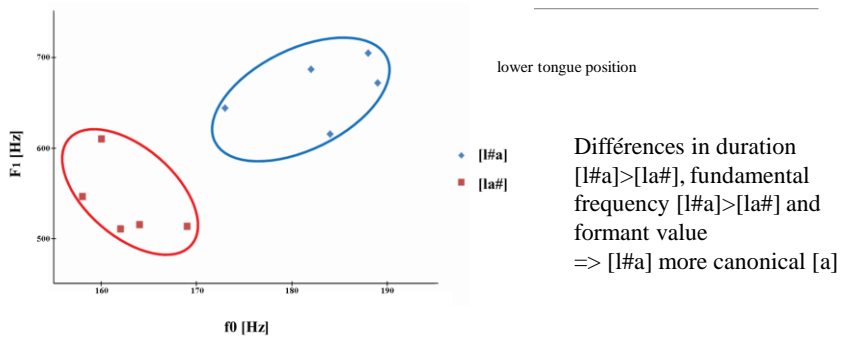 lower tongue position
F1 [Hz]
700
600
500
160
170
180
190
f0 [Hz]
[l#a]
[la#]
Différences in duration
[l#a]>[la#], fundamental
frequency [l#a]>[la#] and
formant value
=> [l#a] more canonical [a]